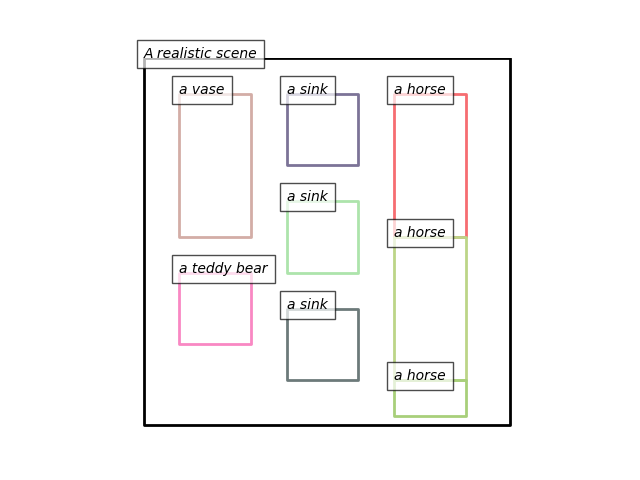 A realistic scene
a vase
a sink
a horse
a sink
a horse
a teddy bear
a sink
a horse